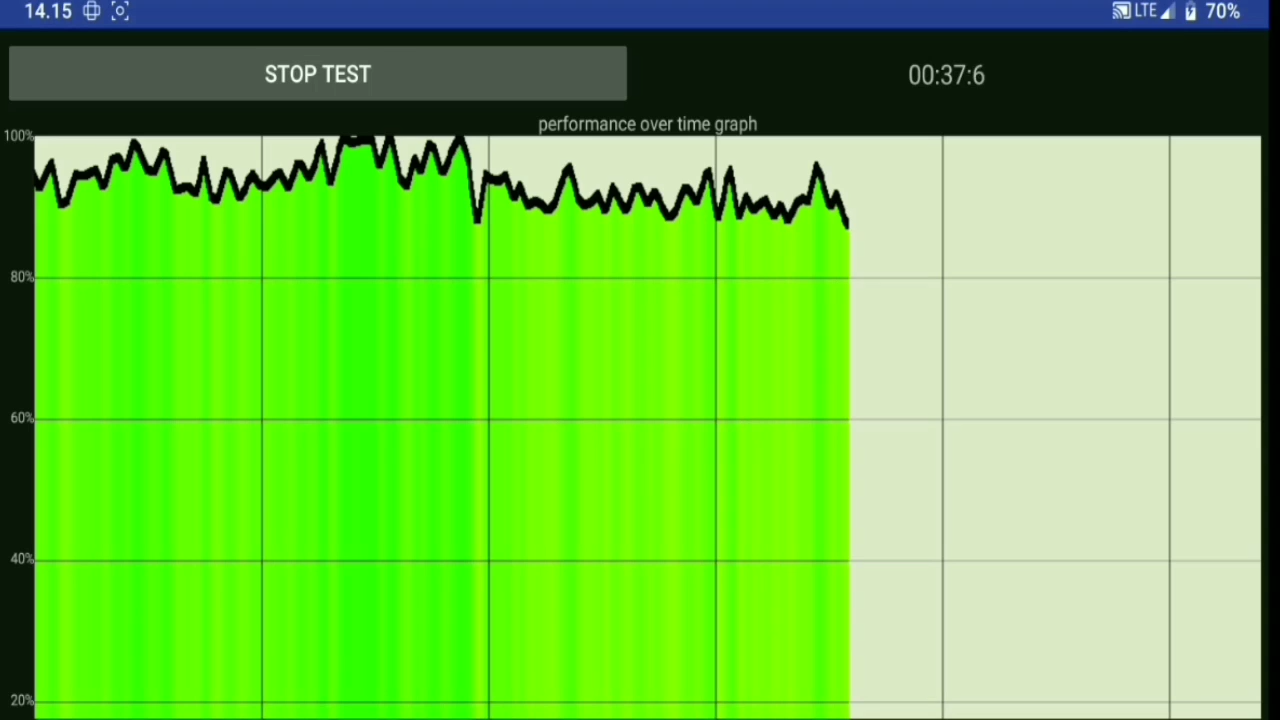 14.15 LTE 70%
STOP TEST 00:37:6
performance over time graph
100%
80%
60%
40%
20%